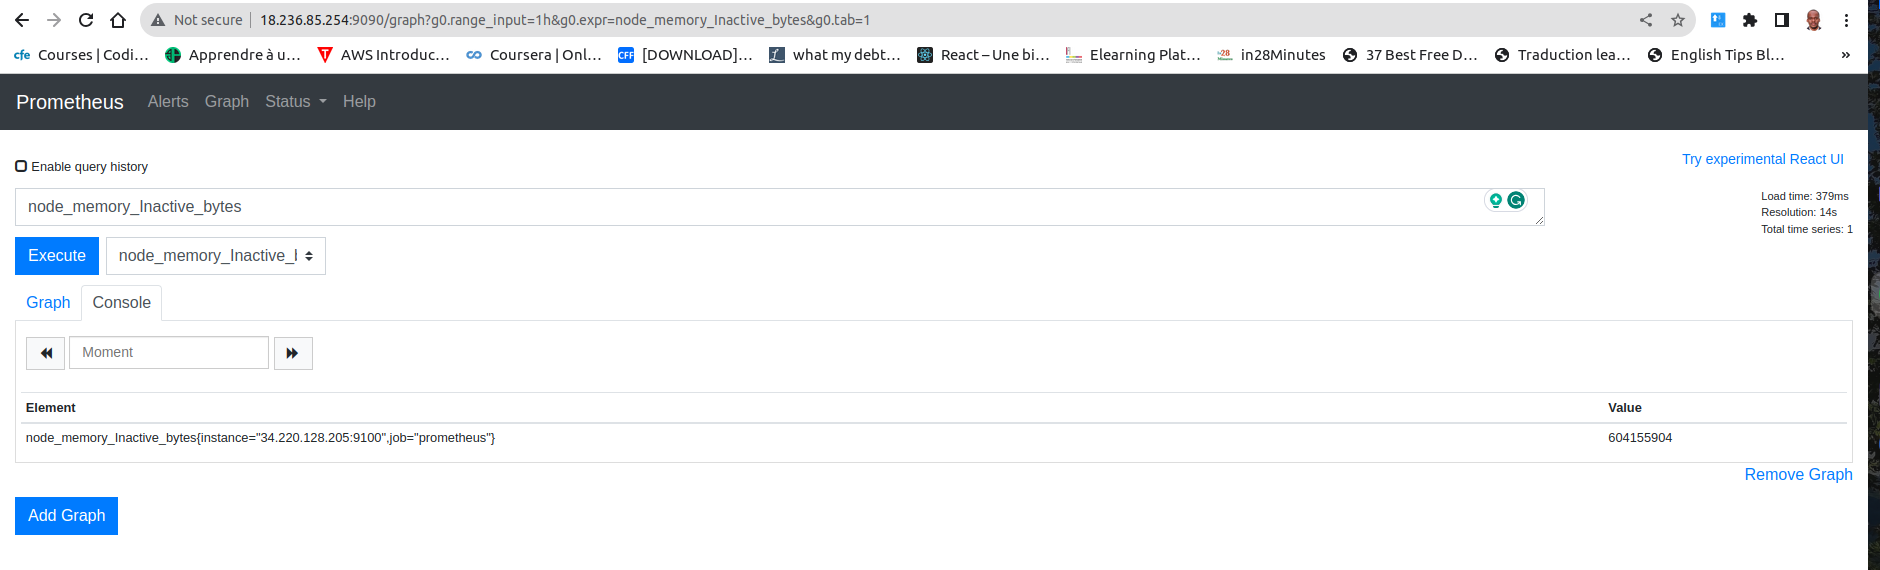 Not secure 18.236.85.254:9090/graph?g0.range_input=1h&g0.expr=node_memory_Inactive_bytes&g0.tab=1
cfe Courses | Codi… Apprendre à u… AWS Introduc… Coursera | Onl… CFF [DOWNLOAD]… what my debt… React – Une bi… Elearning Plat… in28Minutes 37 Best Free D… Traduction lea… English Tips Bl… »
Prometheus Alerts Graph Status Help
Enable query history
Try experimental React UI
node_memory_Inactive_bytes
Load time: 379ms
Resolution: 14s
Total time series: 1
Execute node_memory_Inactive_l
Graph Console
Moment
Element Value
node_memory_Inactive_bytes{instance="34.220.128.205:9100",job="prometheus"} 604155904
Remove Graph
Add Graph